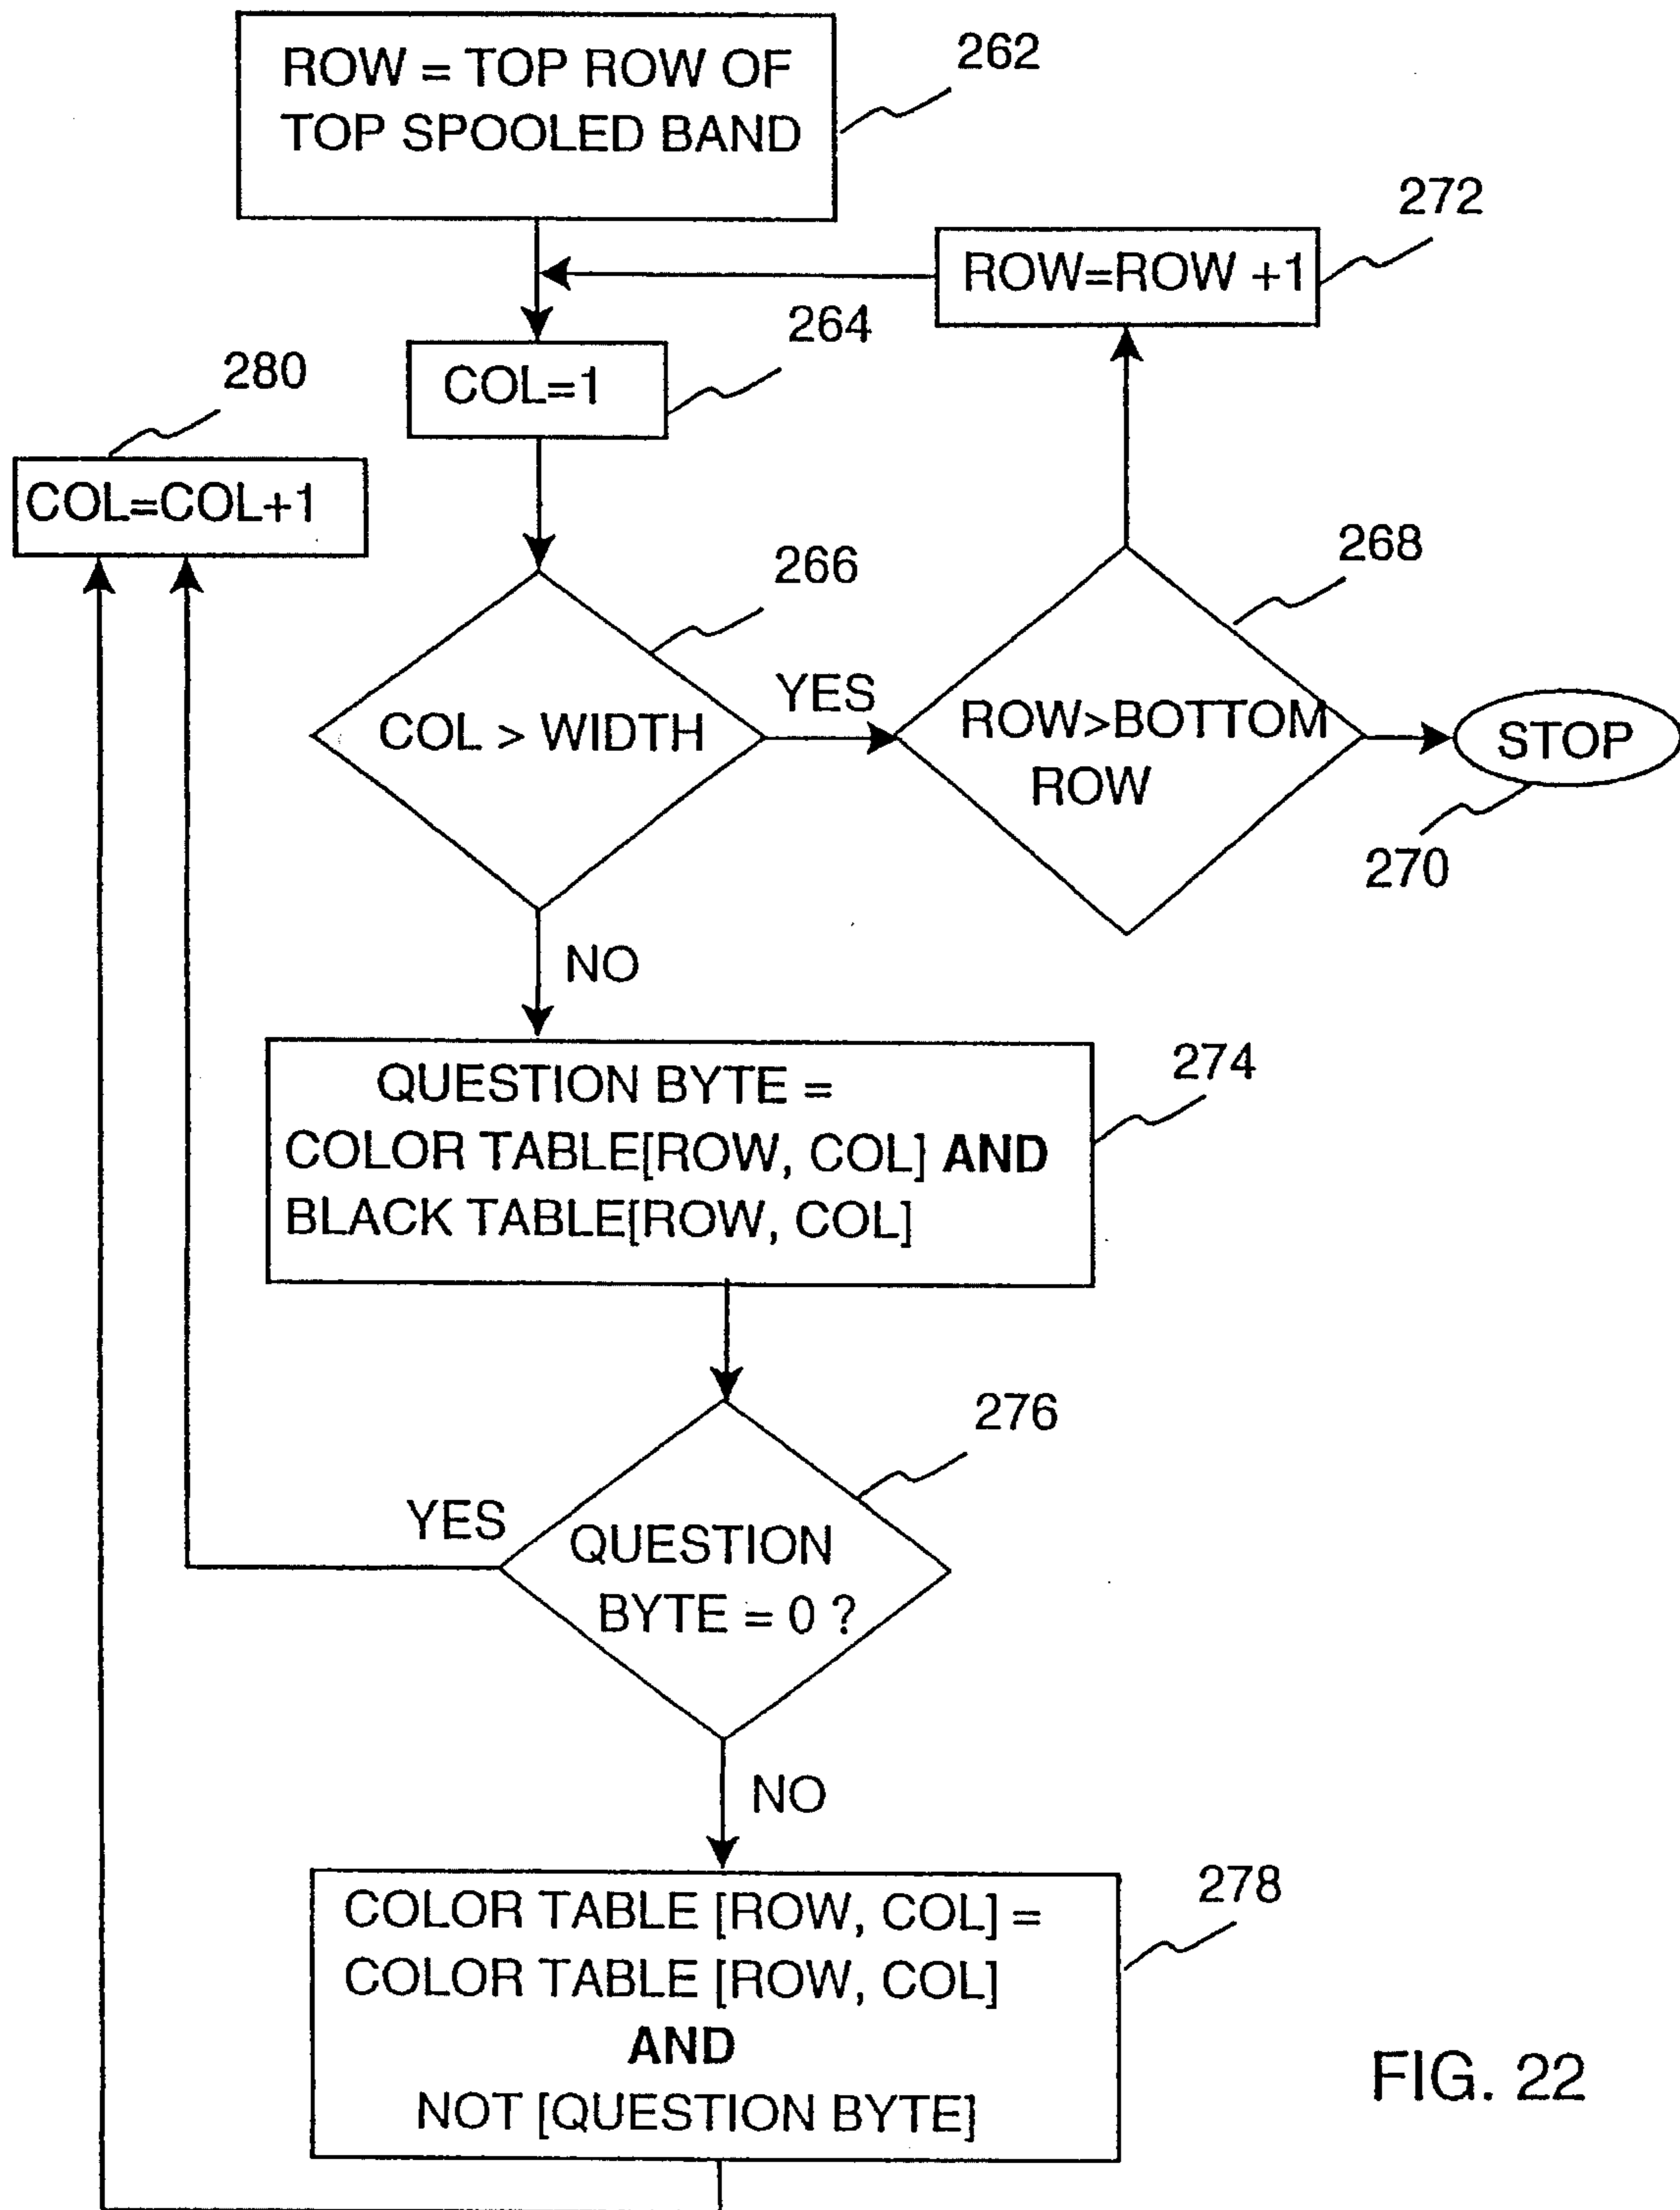 ROW = TOP ROW OF
TOP SPOOLED BAND
262
ROW=ROW +1
272
COL=1
264
COL=COL+1
280
COL > WIDTH
266
YES
ROW>BOTTOM
ROW
268
STOP
270
NO
QUESTION BYTE =
COLOR TABLE[ROW, COL] AND
BLACK TABLE[ROW, COL]
274
QUESTION
BYTE = 0 ?
276
YES
NO
COLOR TABLE [ROW, COL] =
COLOR TABLE [ROW, COL]
AND
NOT [QUESTION BYTE]
278
FIG. 22